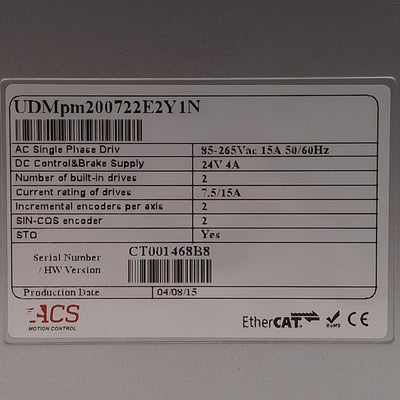 UDMpm200722E2Y1N
AC Single Phase Driv 85-265Vac 15A 50/60Hz
DC Control&Brake Supply 24V 4A
Number of built-in drives 2
Current rating of drives 7.5/15A
Incremental encoders per axis 2
SIN-COS encoder 2
STO Yes
Serial Number / HW Version CT001468B8
Production Date 04/08/15
ACS
MOTION CONTROL
EtherCAT RoHS CE